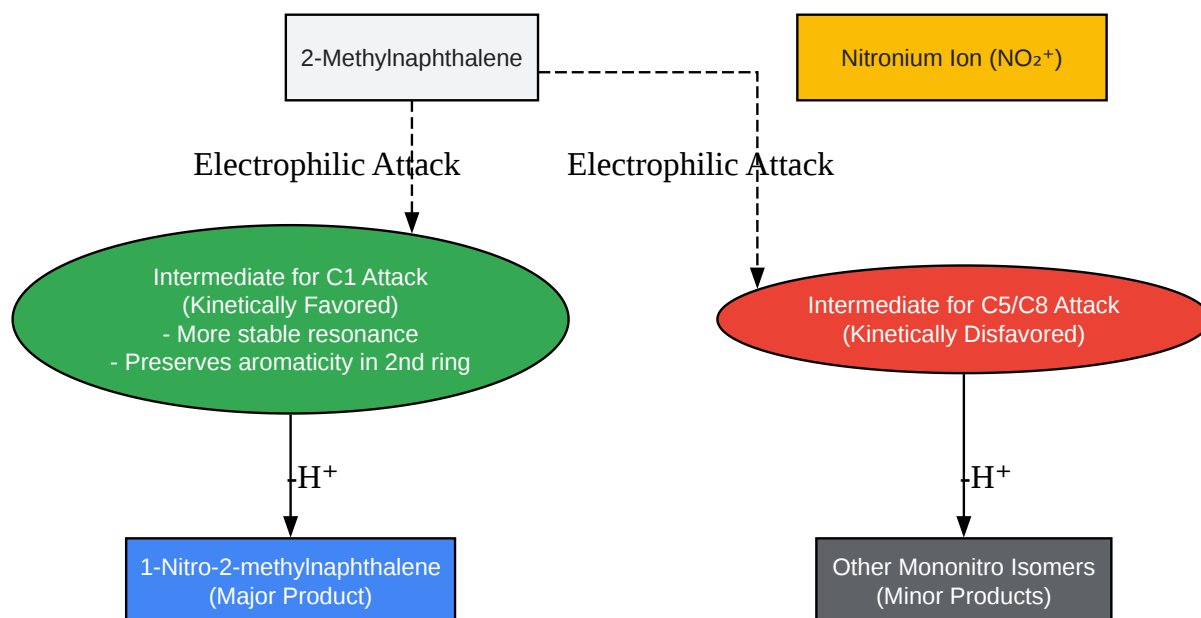 2-Methylnaphthalene
Nitronium Ion (NO₂⁺)
Electrophilic Attack
Electrophilic Attack
Intermediate for C1 Attack
(Kinetically Favored)
- More stable resonance
- Preserves aromaticity in 2nd ring
Intermediate for C5/C8 Attack
(Kinetically Disfavored)
-H⁺
-H⁺
1-Nitro-2-methylnaphthalene
(Major Product)
Other Mononitro Isomers
(Minor Products)